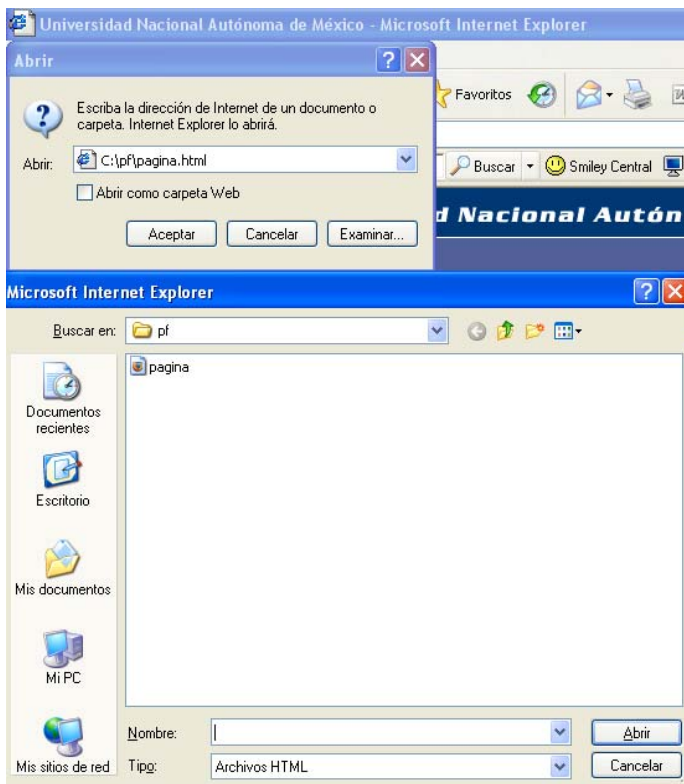 Universidad Nacional Autónoma de México - Microsoft Internet Explorer
Abrir
Escriba la dirección de Internet de un documento o
carpeta. Internet Explorer lo abrirá.
Abrir: C:\pf\pagina.html
Abrir como carpeta Web
Aceptar Cancelar Examinar...
Favoritos
Buscar Smiley Central
d Nacional Autón
Microsoft Internet Explorer
Buscar en: pf
pagina
Documentos
recientes
Escritorio
Mis documentos
Mi PC
Mis sitios de red
Nombre: Abrir
Tipo: Archivos HTML Cancelar